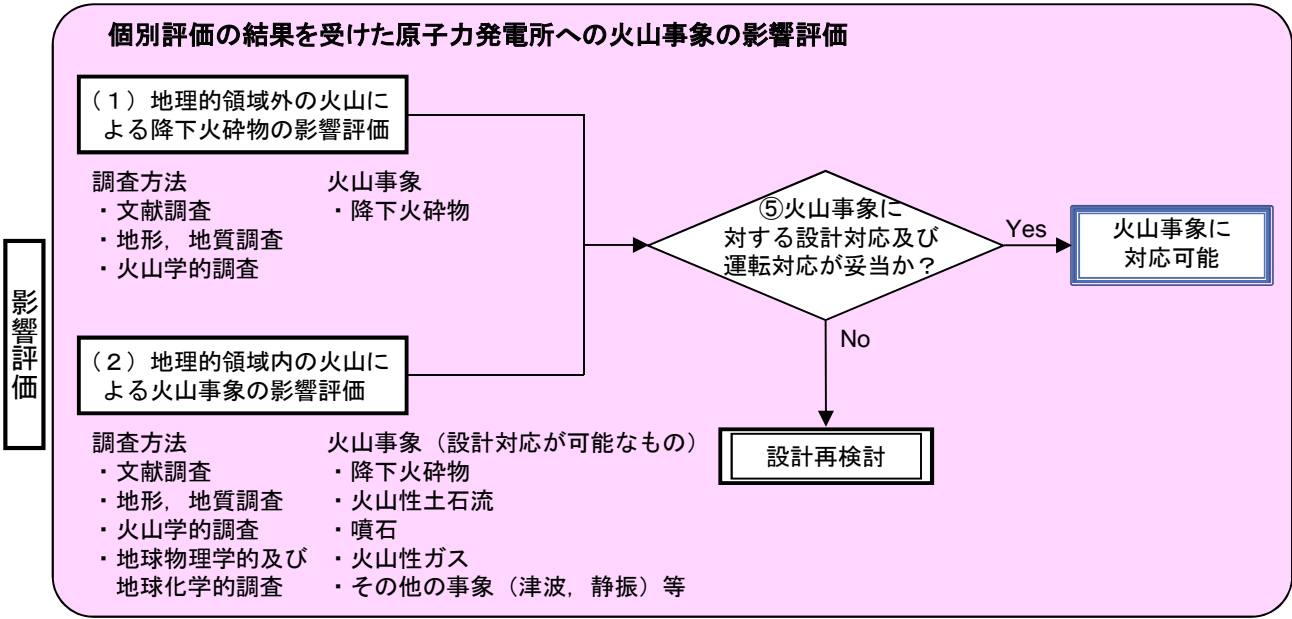 個別評価の結果を受けた原子力発電所への火山事象の影響評価
影響評価
(1)地理的領域外の火山に
よる降下火砕物の影響評価
調査方法
・文献調査
・地形,地質調査
・火山学的調査
火山事象
・降下火砕物
(2)地理的領域内の火山に
よる火山事象の影響評価
調査方法
・文献調査
・地形,地質調査
・火山学的調査
・地球物理学的及び
地球化学的調査
火山事象(設計対応が可能なもの)
・降下火砕物
・火山性土石流
・噴石
・火山性ガス
・その他の事象(津波,静振)等
⑤火山事象に
対する設計対応及び
運転対応が妥当か?
Yes
火山事象に
対応可能
No
設計再検討